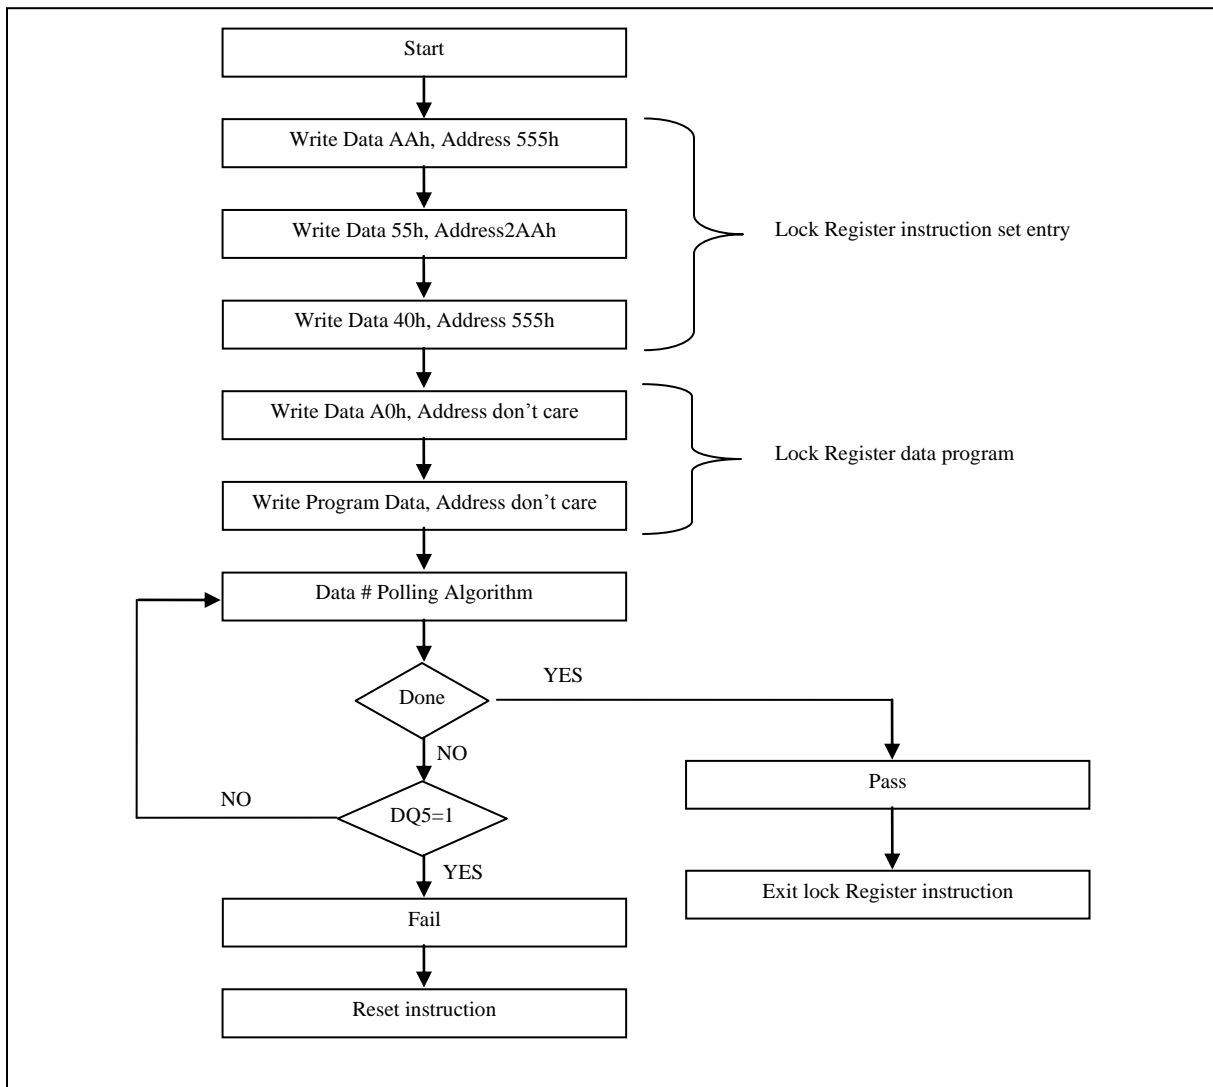 Start
Write Data AAh, Address 555h
Write Data 55h, Address2AAh
Lock Register instruction set entry
Write Data 40h, Address 555h
Write Data A0h, Address don’t care
Lock Register data program
Write Program Data, Address don’t care
Data # Polling Algorithm
YES
Done
NO
Pass
NO
DQ5=1
YES
Exit lock Register instruction
Fail
Reset instruction